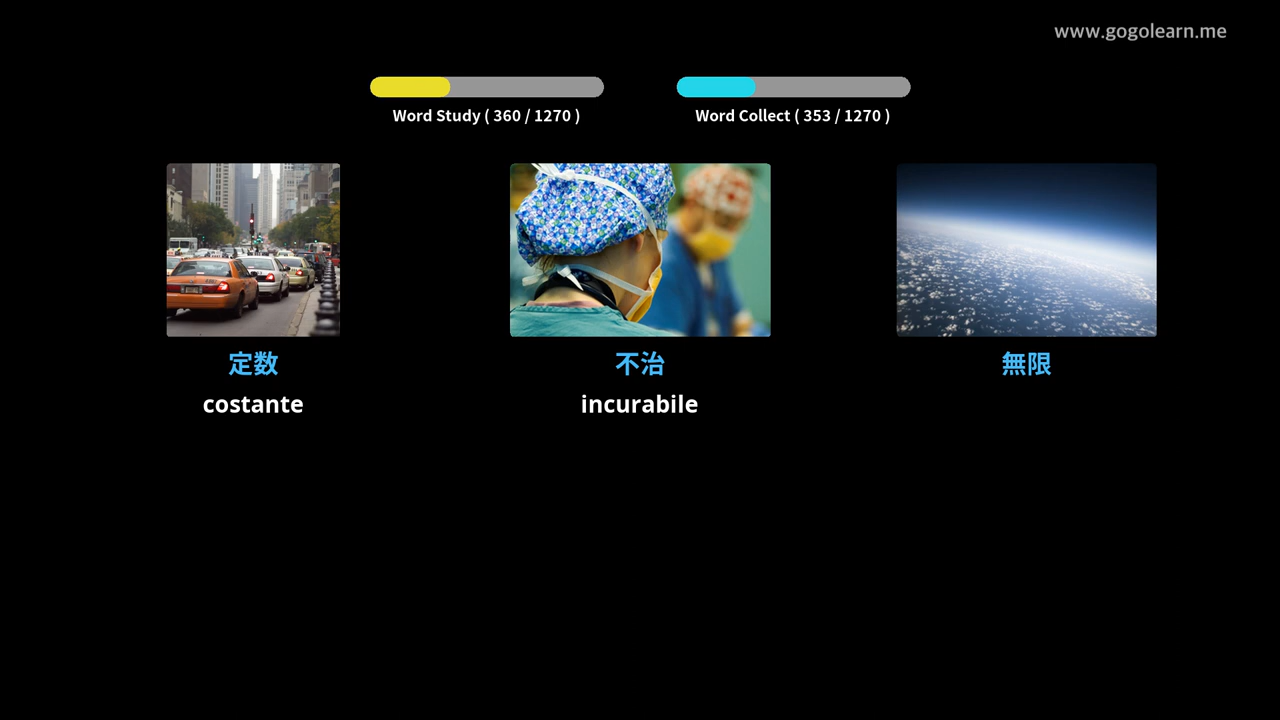 www.gogolearn.me
Word Study ( 360 / 1270 )
Word Collect ( 353 / 1270 )
定数
不治
無限
costante
incurabile